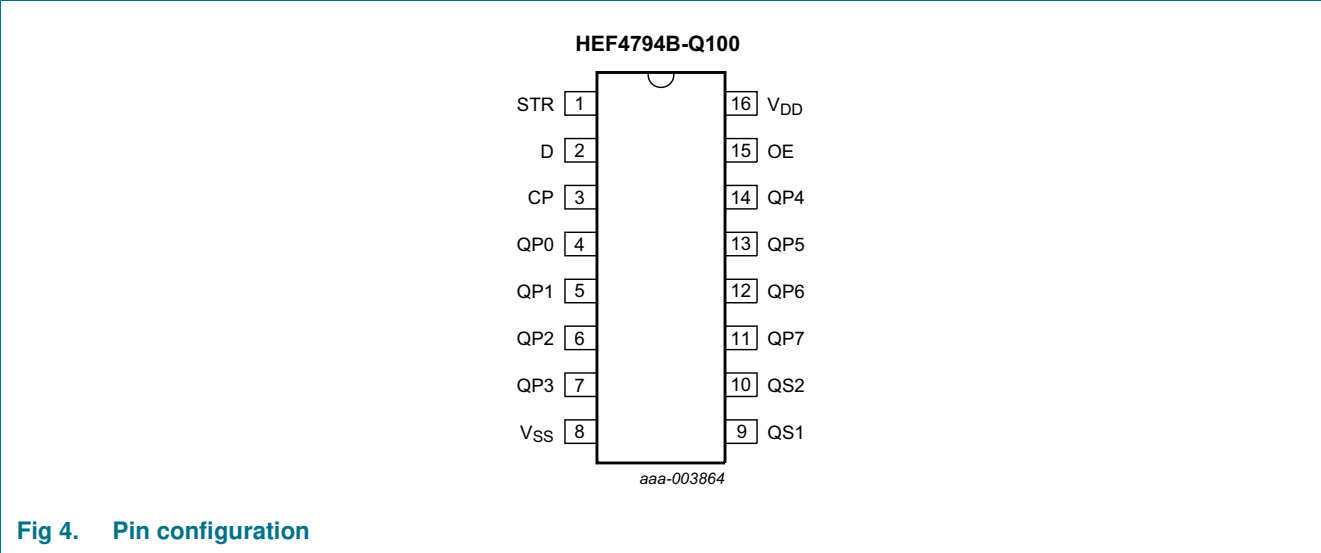 HEF4794B-Q100
STR 1 16 VDD
D 2 15 OE
CP 3 14 QP4
QP0 4 13 QP5
QP1 5 12 QP6
QP2 6 11 QP7
QP3 7 10 QS2
VSS 8 9 QS1
aaa-003864
Fig 4. Pin configuration